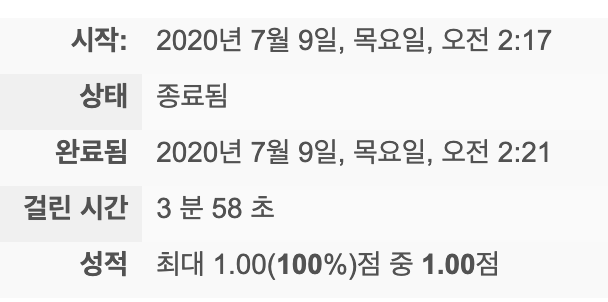 시작: 2020년 7월 9일, 목요일, 오전 2:17
상태 종료됨
완료됨 2020년 7월 9일, 목요일, 오전 2:21
걸린 시간 3 분 58 초
성적 최대 1.00(100%)점 중 1.00점